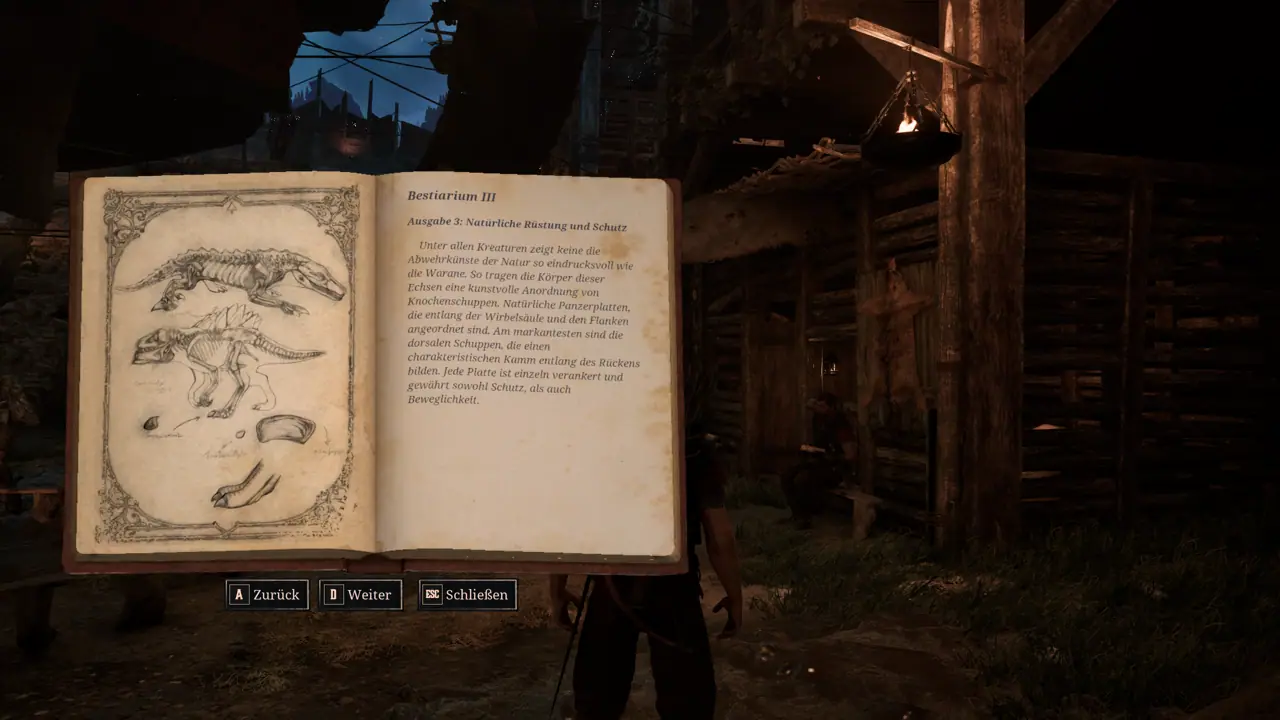 Bestiarium III
Ausgabe 3: Natürliche Rüstung und Schutz
Unter allen Kreaturen zeigt keine die
Abwehrkünste der Natur so eindrucksvoll wie
die Warane. So tragen die Körper dieser
Echsen eine kunstvolle Anordnung von
Knochenschuppen. Natürliche Panzerplatten,
die entlang der Wirbelsäule und den Flanken
angeordnet sind. Am markantesten sind die
dorsalen Schuppen, die einen
charakteristischen Kamm entlang des Rückens
bilden. Jede Platte ist einzeln verankert und
gewährt sowohl Schutz, als auch
Beweglichkeit.
A Zurück
D Weiter
ESC Schließen